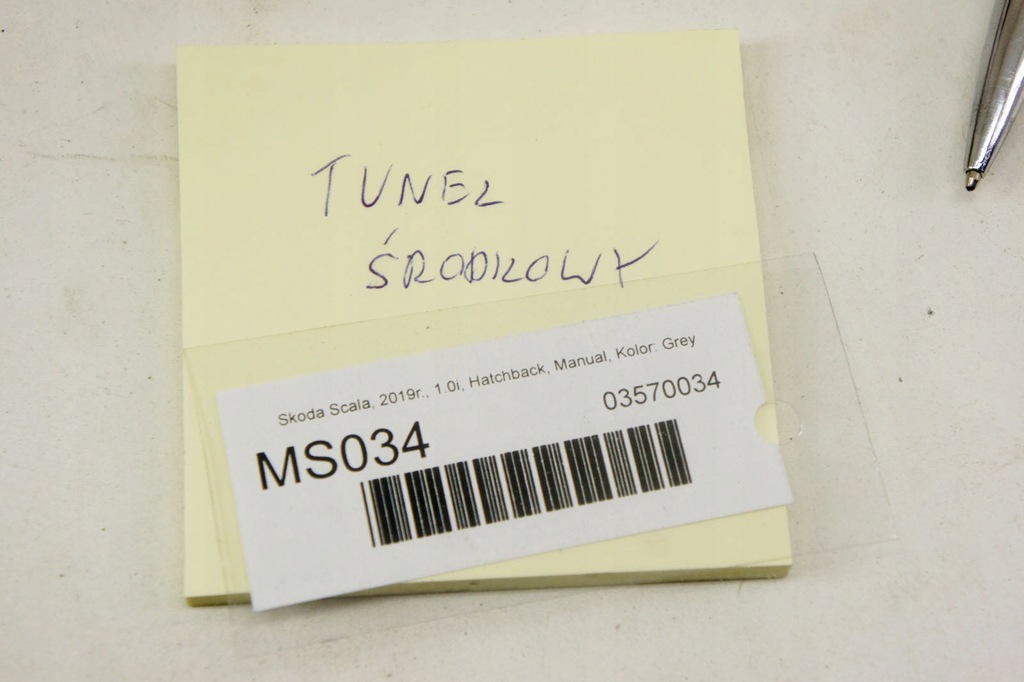 TUNEL
ŚRODKOWY
Skoda Scala, 2019r., 1.0i, Hatchback, Manual, Kolor: Grey
03570034
MS034